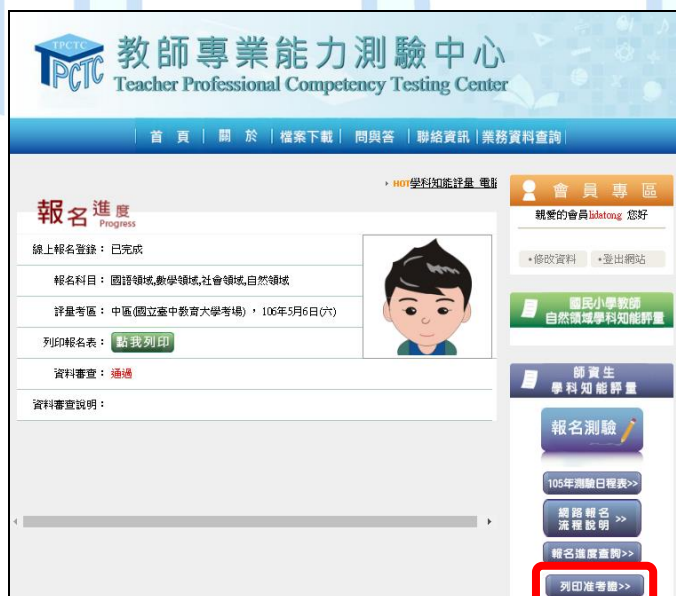 TPCTC
PCTC
教師專業能力測驗中心
Teacher Professional Competency Testing Center
首 頁 | 關 於 | 檔案下載 | 問與答 | 聯絡資訊 | 業務資料查詢
HOT學科知能評量 電腦
報名進度
Progress
線上報名登錄： 已完成
報名科目： 國語領域,數學領域,社會領域,自然領域
評量考區： 中區(國立臺中教育大學考場) ， 106年5月6日(六)
列印報名表： 點我列印
資料審查： 通過
資料審查說明：
會 員 專 區
親愛的會員lidatong 您好
•修改資料 •登出網站
國民小學教師
自然領域學科知能評量
師資生
學科知能評量
報名測驗
105年測驗日程表>>
網路報名
流程說明 >>
報名進度查詢>>
列印准考證>>